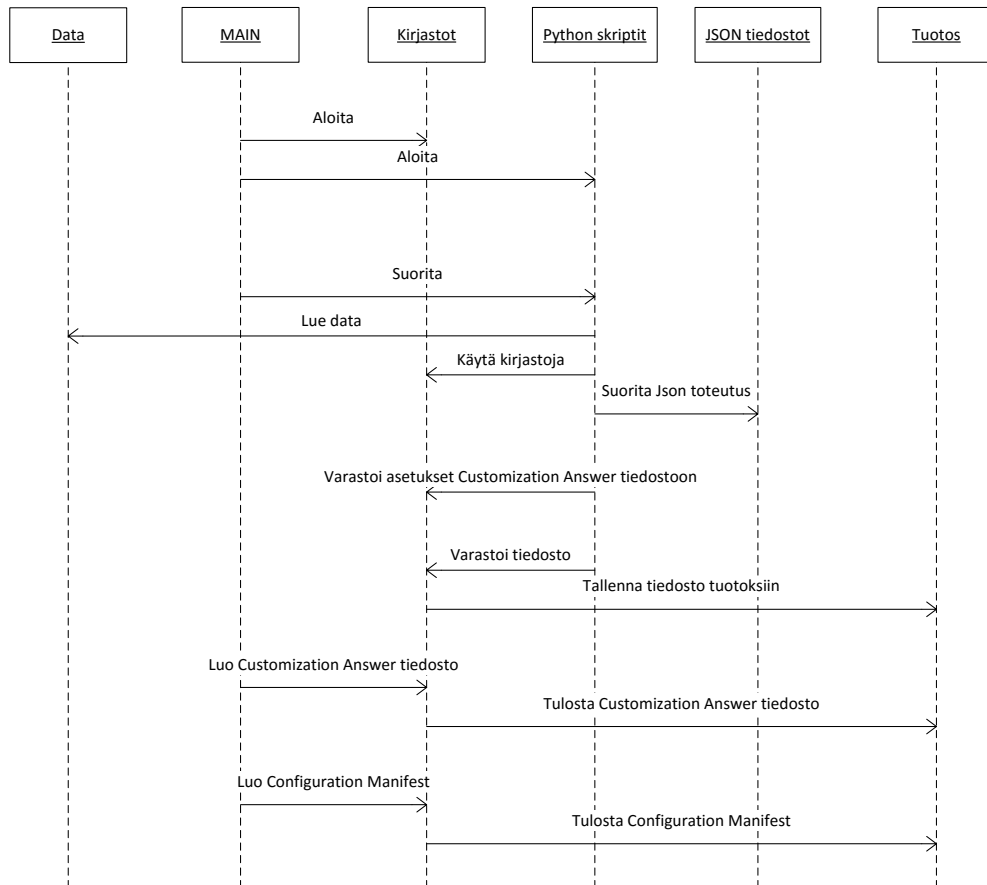 Data
MAIN
Kirjastot
Python skriptit
JSON tiedostot
Tuotos
Aloita
Aloita
Suorita
Lue data
Käytä kirjastoja
Suorita Json toteutus
Varastoi asetukset Customization Answer tiedostoon
Varastoi tiedosto
Tallenna tiedosto tuotoksiin
Luo Customization Answer tiedosto
Tulosta Customization Answer tiedosto
Luo Configuration Manifest
Tulosta Configuration Manifest